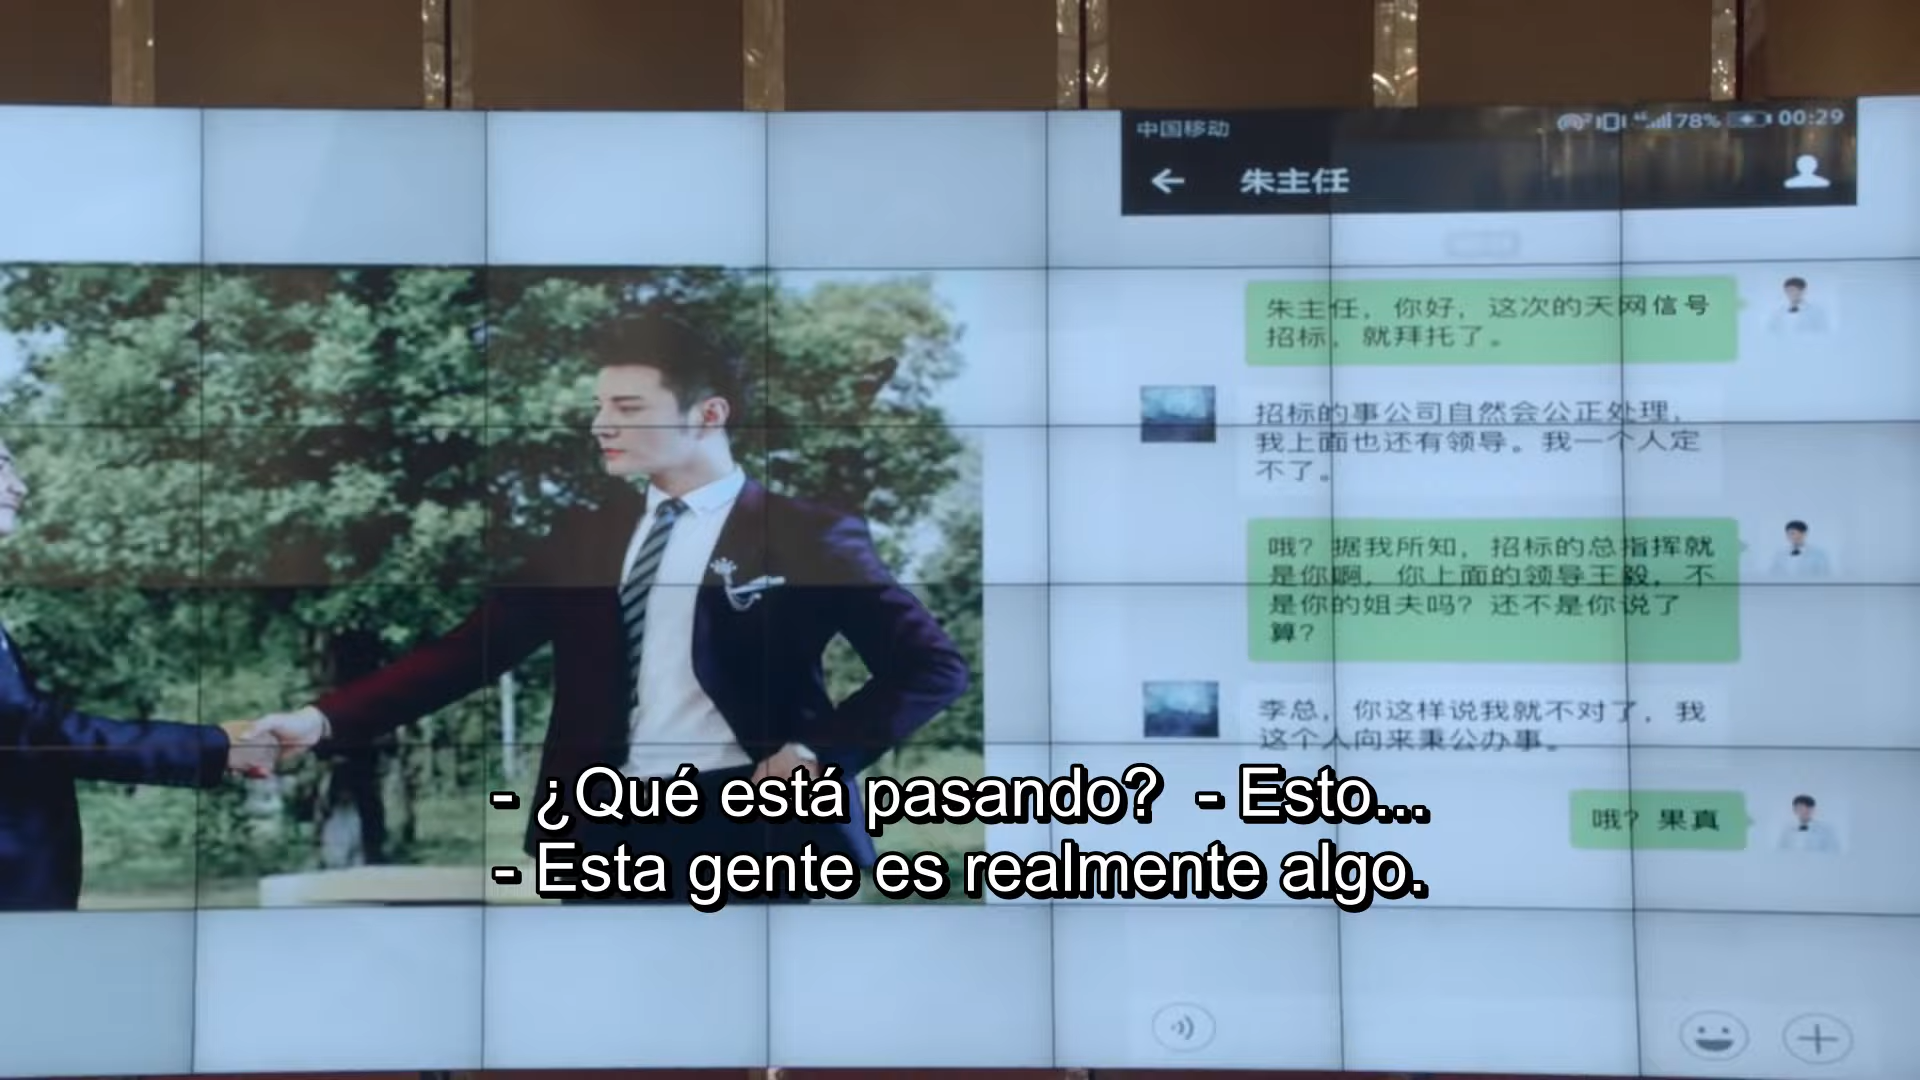 中国移动
78% 00:29
朱主任
朱主任，你好，这次的天网信号
招标，就拜托了。
招标的事公司自然会公正处理，
我上面也还有领导。我一个人定
不了。
哦？据我所知，招标的总指挥就
是你啊，你上面的领导王毅，不
是你的姐夫吗？还不是你说了
算？
李总，你这样说我就不对了，我
这个人向来秉公办事。
哦？果真
- ¿Qué está pasando?  - Esto...
- Esta gente es realmente algo.